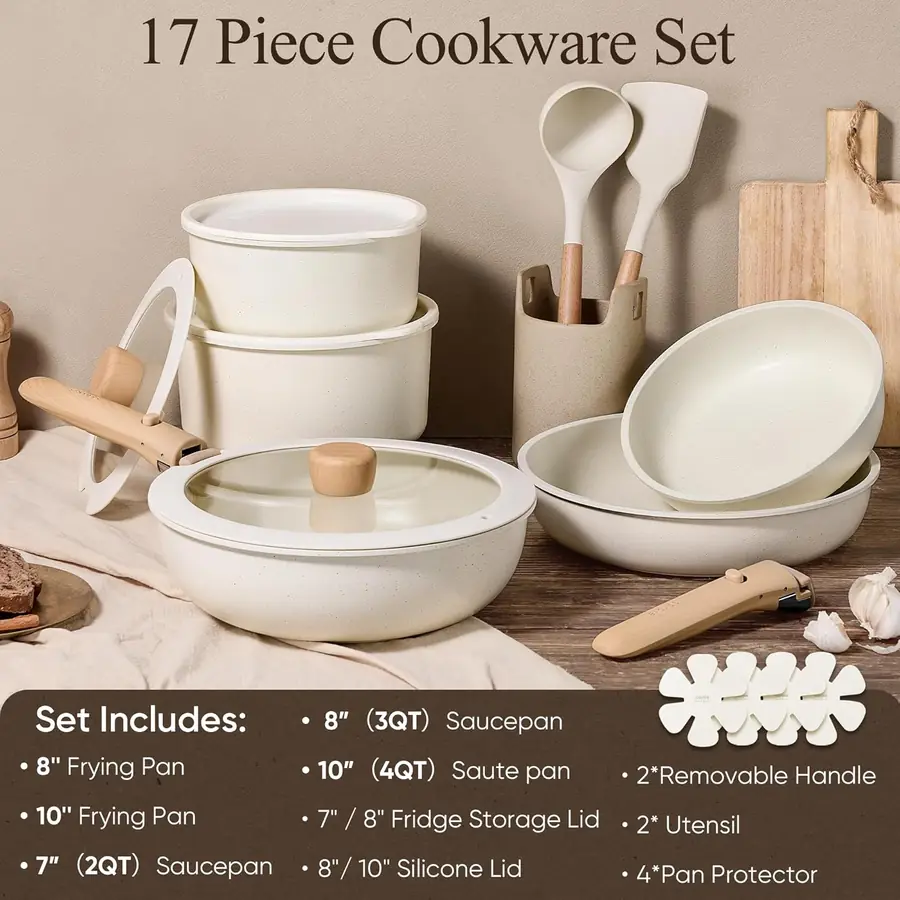 17 Piece Cookware Set
Set Includes:
• 8" Frying Pan
• 10" Frying Pan
• 7" (2QT) Saucepan
• 8" (3QT) Saucepan
• 10" (4QT) Saute pan
• 7" / 8" Fridge Storage Lid
• 8"/ 10" Silicone Lid
• 2*Removable Handle
• 2* Utensil
• 4*Pan Protector